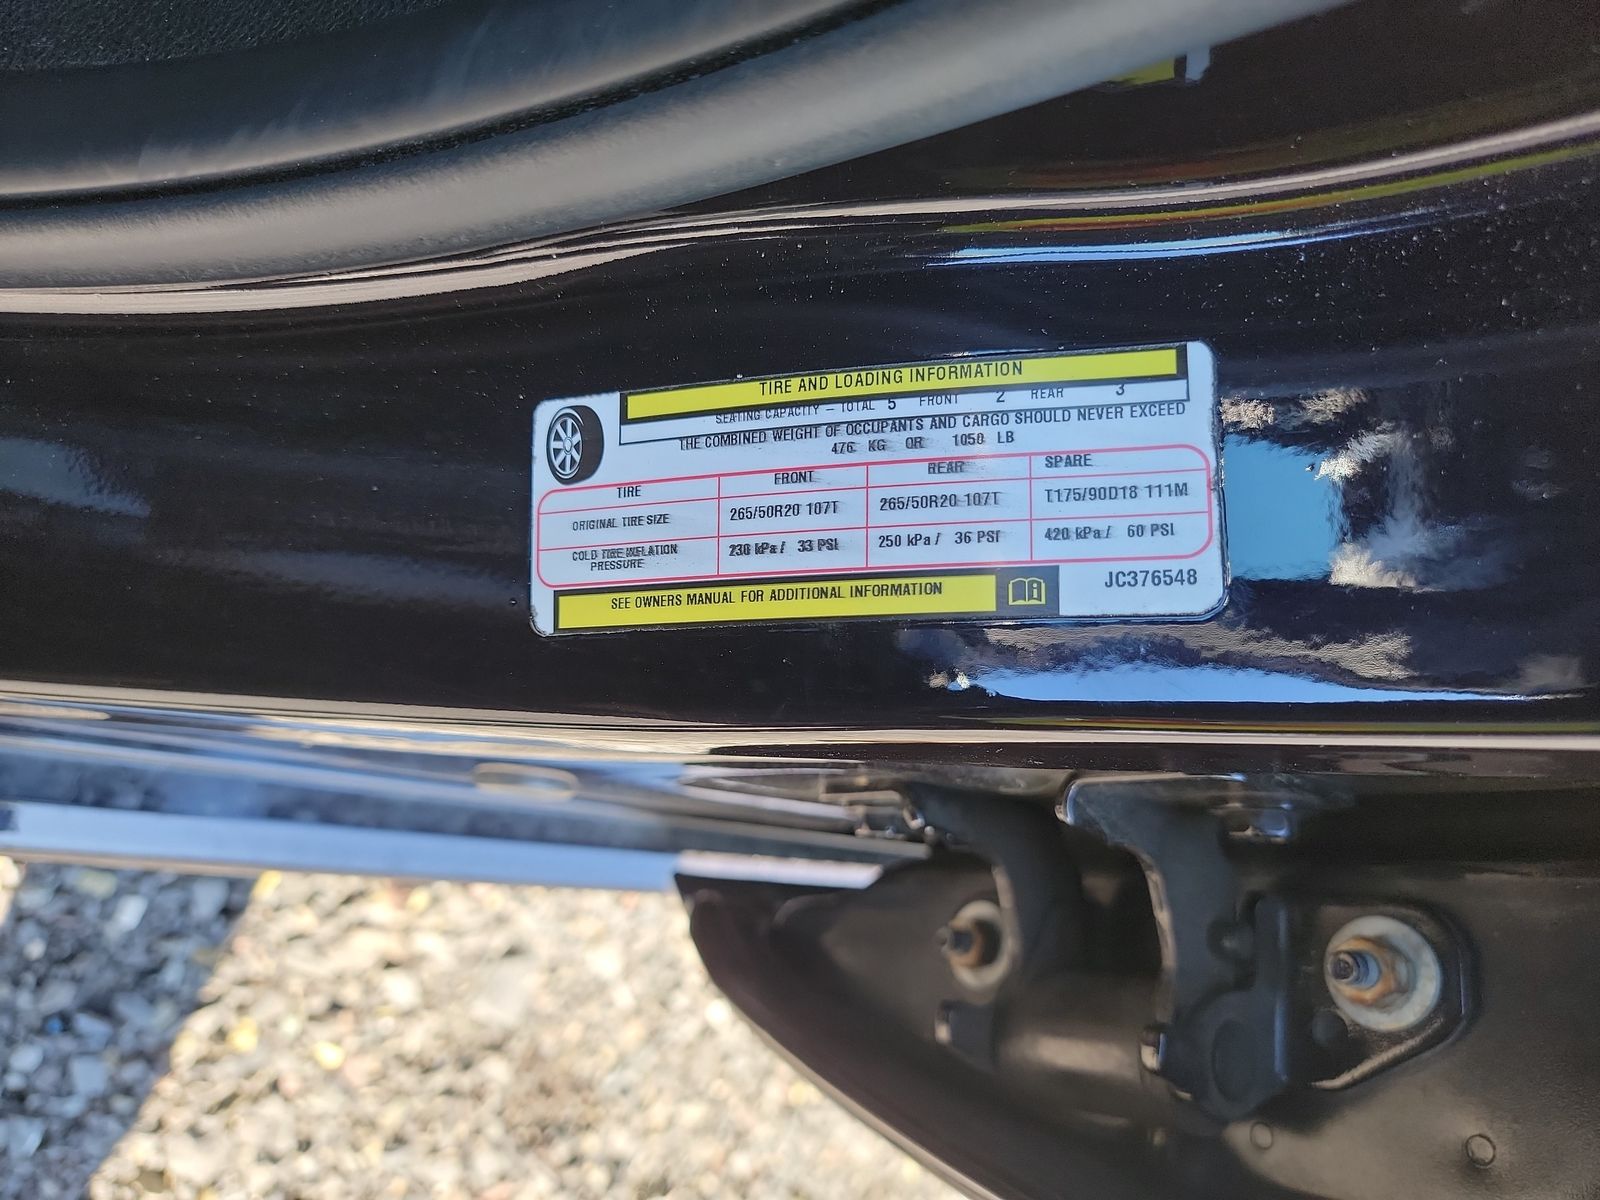 TIRE AND LOADING INFORMATION
SEATING CAPACITY – TOTAL 5 FRONT 2 REAR 3
THE COMBINED WEIGHT OF OCCUPANTS AND CARGO SHOULD NEVER EXCEED
476 KG OR 1050 LB
TIRE FRONT REAR SPARE
ORIGINAL TIRE SIZE 265/50R20 107T 265/50R20 107T T175/90D18 111M
COLD TIRE INFLATION PRESSURE 230 kPa / 33 PSI 250 kPa / 36 PSI 420 kPa / 60 PSI
SEE OWNERS MANUAL FOR ADDITIONAL INFORMATION
JC376548